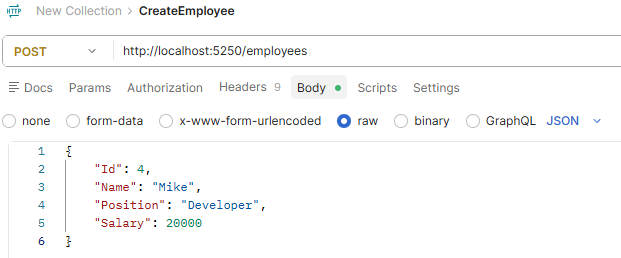 HTTP New Collection > CreateEmployee
POST http://localhost:5250/employees
Docs Params Authorization Headers 9 Body Scripts Settings
none form-data x-www-form-urlencoded raw binary GraphQL JSON
1 {
2 "Id": 4,
3 "Name": "Mike",
4 "Position": "Developer",
5 "Salary": 20000
6 }